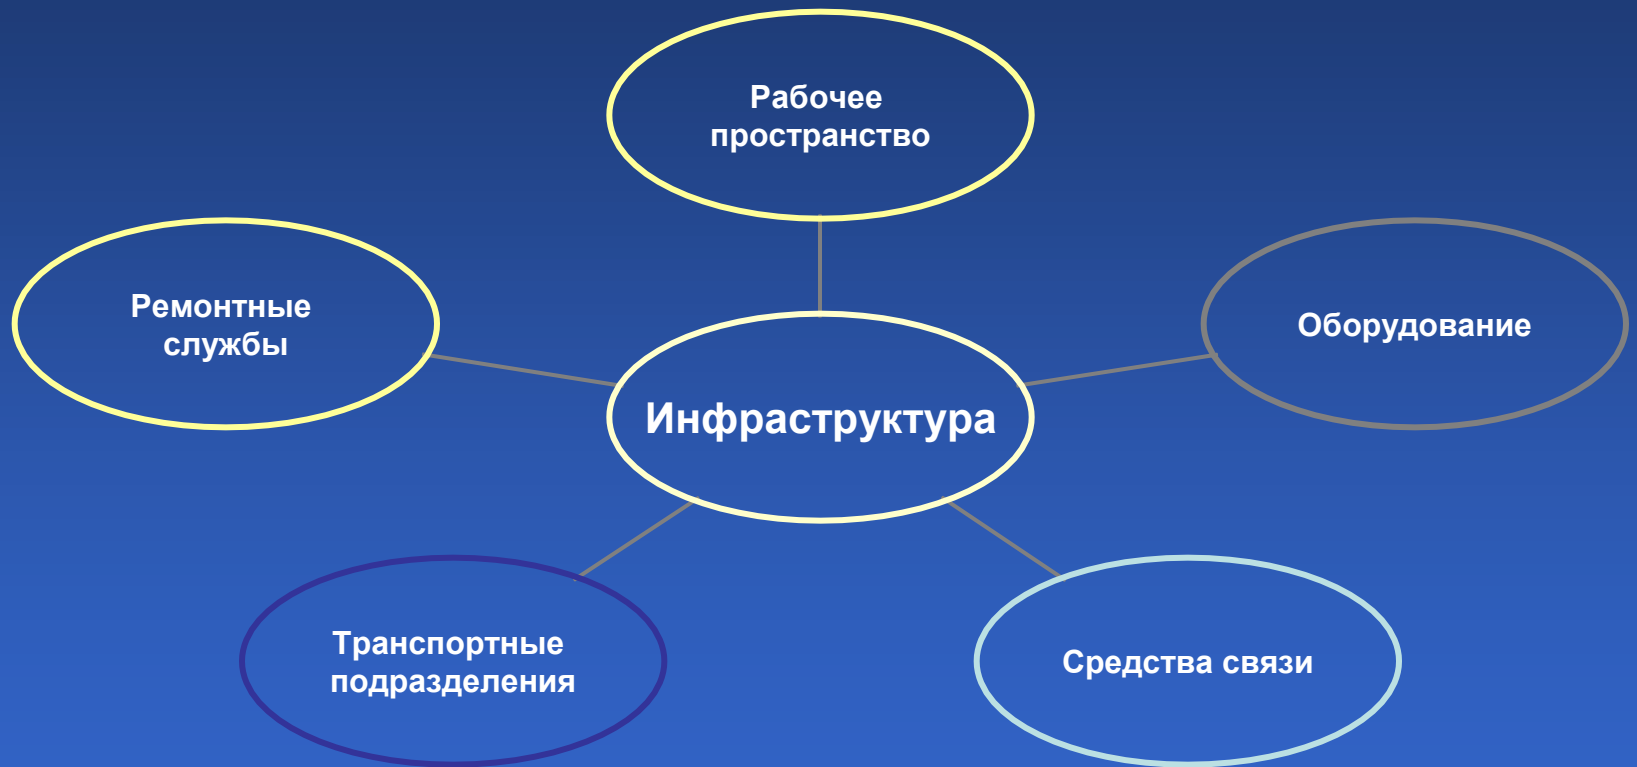 Рабочее
пространство
Ремонтные
службы
Оборудование
Инфраструктура
Транспортные
подразделения
Средства связи